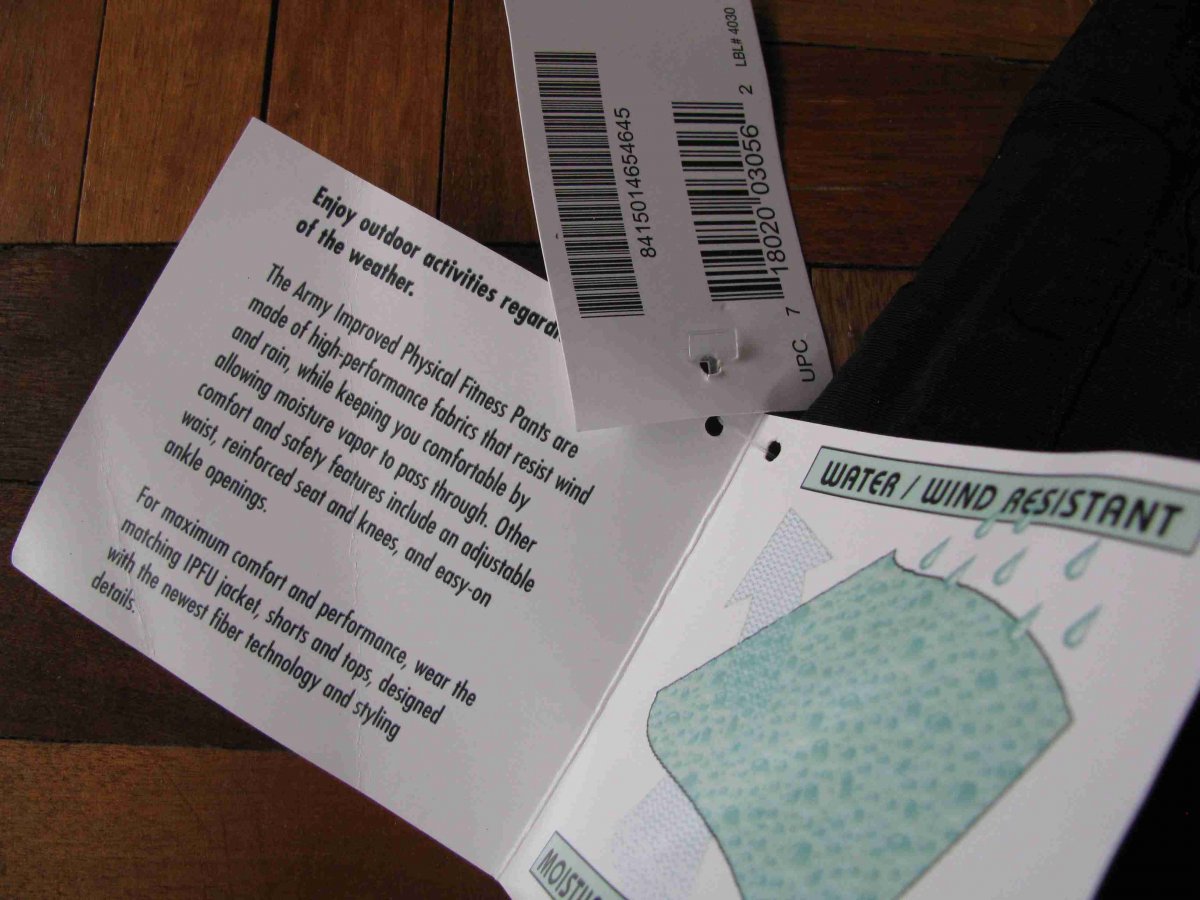 LBL# 4030
8415014654645
7 18020 03056 2
UPC
Enjoy outdoor activities
of the weather.
The Army Improved Physical Fitness Pants are
made of high-performance fabrics that resist wind
and rain, while keeping you comfortable by
allowing moisture vapor to pass through. Other
comfort and safety features include an adjustable
waist, reinforced seat and knees, and easy-on
ankle openings.
For maximum comfort and performance, wear the
matching IPFU jacket, shorts and tops, designed
with the newest fiber technology and styling
details.
WATER / WIND RESISTANT